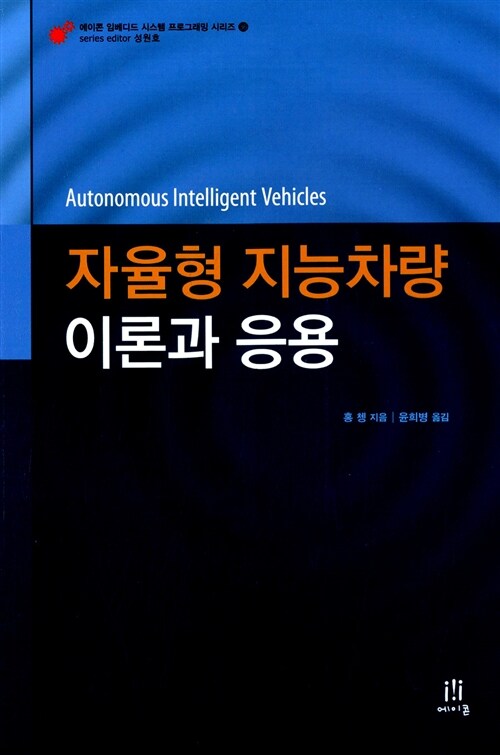 에이콘 임베디드 시스템 프로그래밍 시리즈
series editor 성원호
Autonomous Intelligent Vehicles
자율형 지능차량
이론과 응용
홍 쳉 지음 | 윤희병 옮김
에이콘